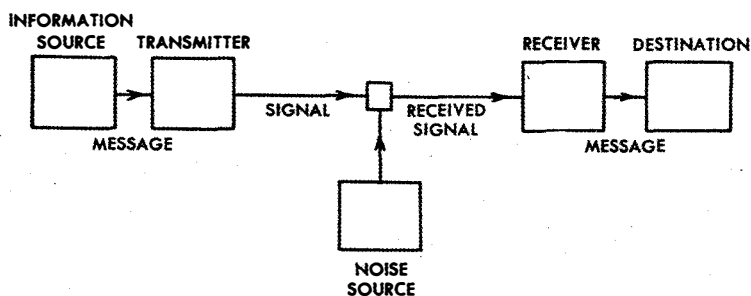 INFORMATION
SOURCE
TRANSMITTER
RECEIVER
DESTINATION
SIGNAL
RECEIVED
SIGNAL
MESSAGE
MESSAGE
NOISE
SOURCE